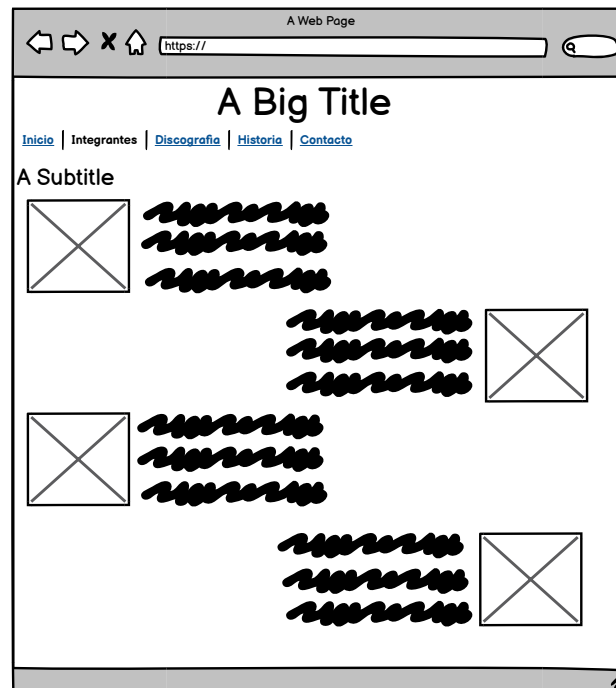 A Web Page
https://
A Big Title
Inicio | Integrantes | Discografia | Historia | Contacto
A Subtitle